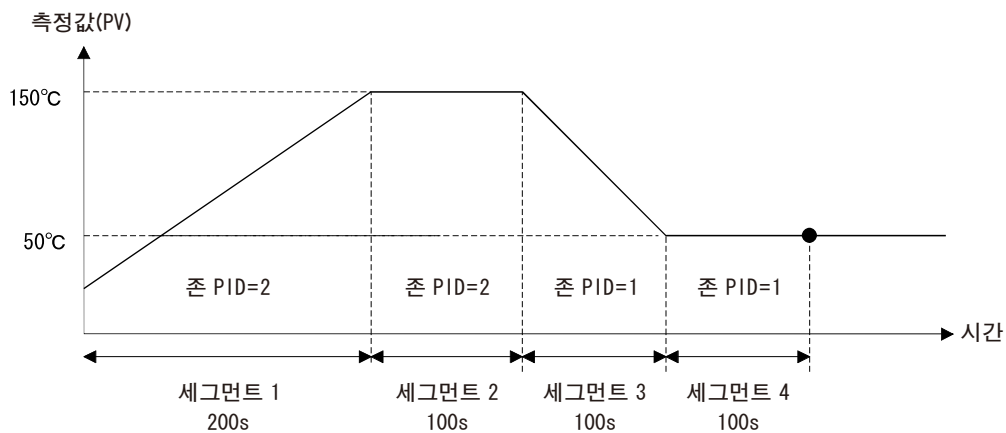 측정값(PV)
150℃
50℃
존 PID=2
존 PID=2
존 PID=1
존 PID=1
시간
세그먼트 1
200s
세그먼트 2
100s
세그먼트 3
100s
세그먼트 4
100s